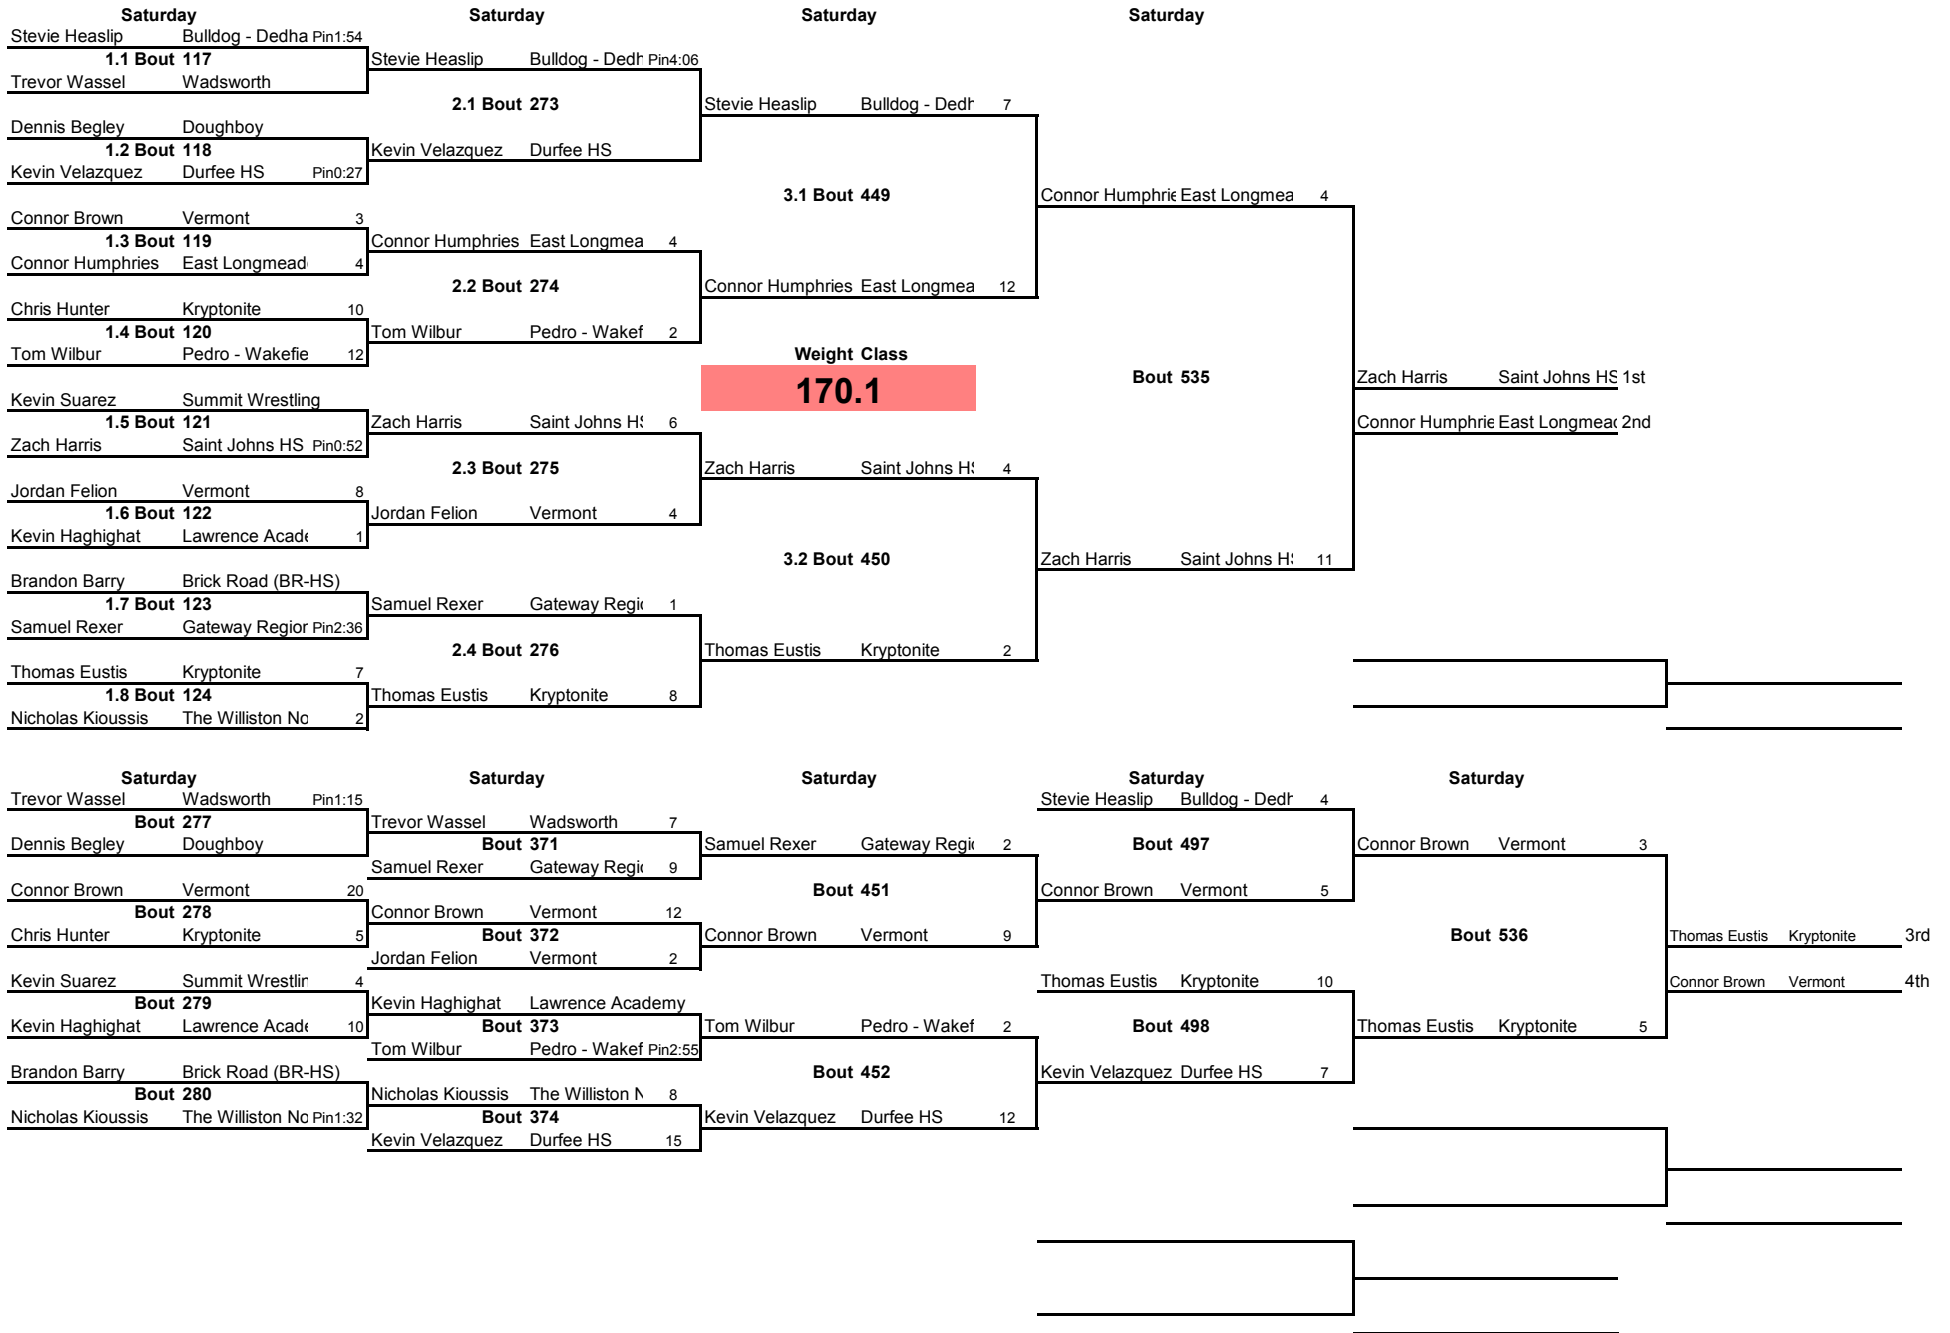 Saturday Saturday Saturday Saturday
Stevie Heaslip Bulldog - Dedha Pin1:54
1.1 Bout 117 Stevie Heaslip Bulldog - Dedh Pin4:06
Trevor Wassel Wadsworth
2.1 Bout 273 Stevie Heaslip Bulldog - Dedh 7
Dennis Begley Doughboy
1.2 Bout 118 Kevin Velazquez Durfee HS
Kevin Velazquez Durfee HS Pin0:27
3.1 Bout 449 Connor Humphrie East Longmea 4
Connor Brown Vermont 3
1.3 Bout 119 Connor Humphries East Longmea 4
Connor Humphries East Longmead 4
2.2 Bout 274 Connor Humphries East Longmea 12
Chris Hunter Kryptonite 10
1.4 Bout 120 Tom Wilbur Pedro - Wakef 2
Tom Wilbur Pedro - Wakefie 12 Weight Class
Bout 535 Zach Harris Saint Johns HS 1st
170.1
Kevin Suarez Summit Wrestling
1.5 Bout 121 Zach Harris Saint Johns HS 6 Connor Humphrie East Longmead 2nd
Zach Harris Saint Johns HS Pin0:52
2.3 Bout 275 Zach Harris Saint Johns HS 4
Jordan Felion Vermont 8
1.6 Bout 122 Jordan Felion Vermont 4
Kevin Haghighat Lawrence Acade 1
3.2 Bout 450 Zach Harris Saint Johns HS 11
Brandon Barry Brick Road (BR-HS)
1.7 Bout 123 Samuel Rexer Gateway Regio 1
Samuel Rexer Gateway Region Pin2:36
2.4 Bout 276 Thomas Eustis Kryptonite 2
Thomas Eustis Kryptonite 7
1.8 Bout 124 Thomas Eustis Kryptonite 8
Nicholas Kioussis The Williston No 2
Saturday Saturday Saturday Saturday Saturday
Trevor Wassel Wadsworth Pin1:15 Stevie Heaslip Bulldog - Dedh 4
Bout 277 Trevor Wassel Wadsworth 7
Dennis Begley Doughboy Bout 371 Samuel Rexer Gateway Regio 2 Bout 497 Connor Brown Vermont 3
Samuel Rexer Gateway Regio 9
Connor Brown Vermont 20 Bout 451 Connor Brown Vermont 5
Bout 278 Connor Brown Vermont 12
Chris Hunter Kryptonite 5 Bout 372 Connor Brown Vermont 9 Bout 536 Thomas Eustis Kryptonite 3rd
Jordan Felion Vermont 2
Kevin Suarez Summit Wrestlin 4 Thomas Eustis Kryptonite 10 Connor Brown Vermont 4th
Bout 279 Kevin Haghighat Lawrence Academy
Kevin Haghighat Lawrence Acade 10 Bout 373 Tom Wilbur Pedro - Wakef 2 Bout 498 Thomas Eustis Kryptonite 5
Tom Wilbur Pedro - Wakef Pin2:55
Brandon Barry Brick Road (BR-HS) Bout 452 Kevin Velazquez Durfee HS 7
Bout 280 Nicholas Kioussis The Williston N 8
Nicholas Kioussis The Williston No Pin1:32 Bout 374 Kevin Velazquez Durfee HS 12
Kevin Velazquez Durfee HS 15